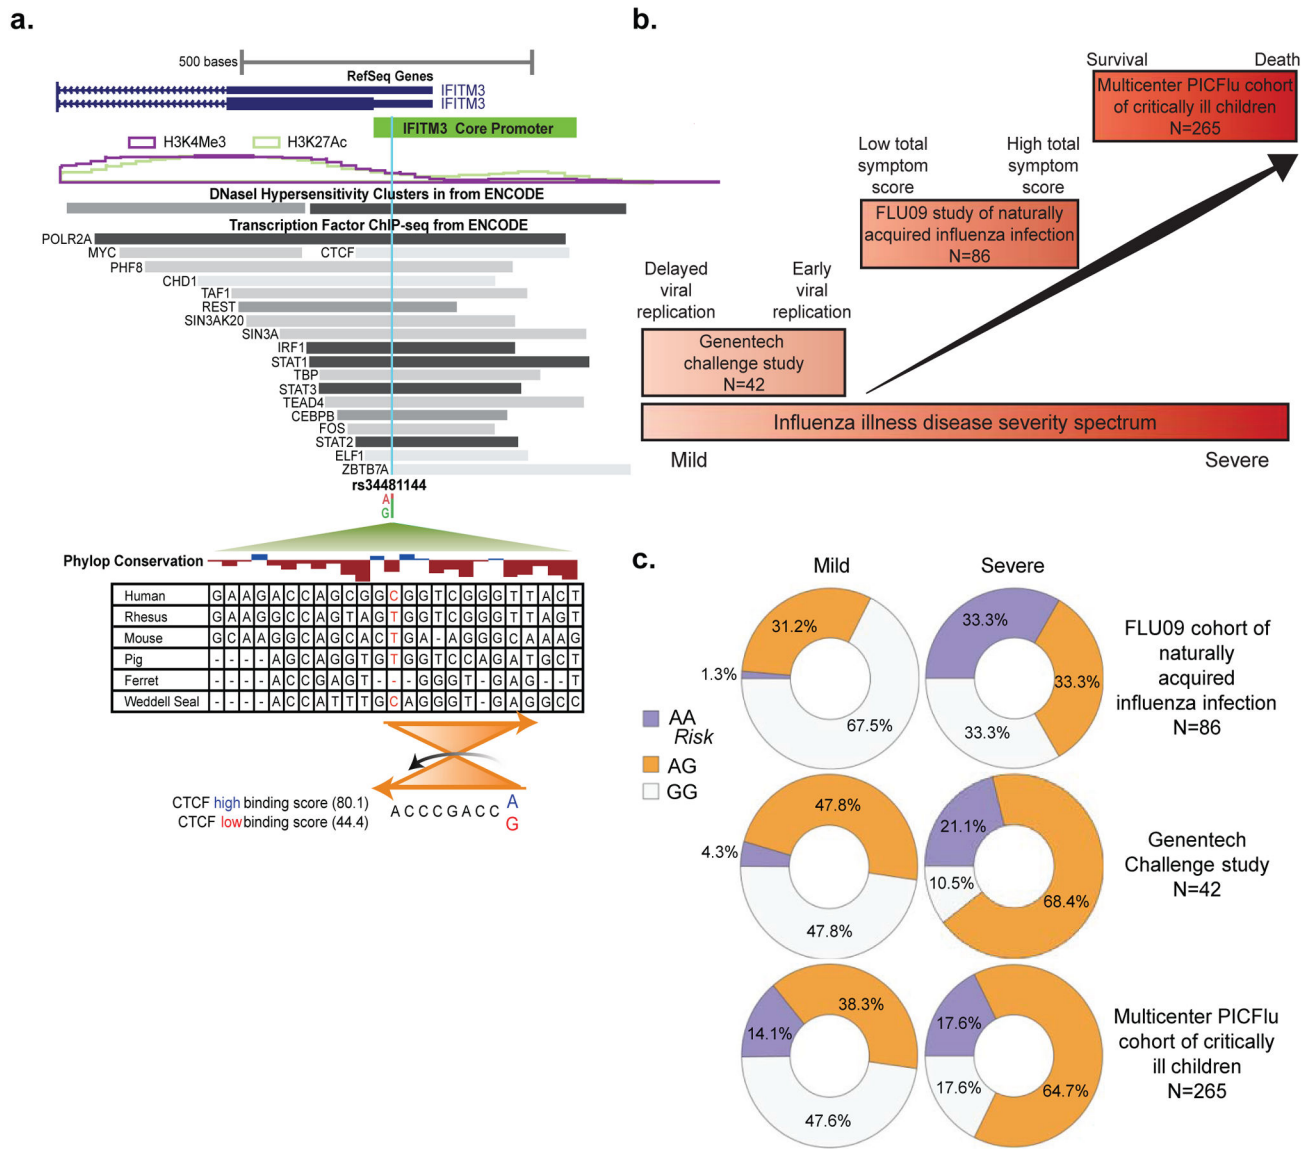 a.
500 bases
RefSeq Genes
IFITM3
IFITM3
IFITM3 Core Promoter
H3K4Me3
H3K27Ac
DNaseI Hypersensitivity Clusters in from ENCODE
Transcription Factor ChIP-seq from ENCODE
POLR2A
MYC
CTCF
PHF8
CHD1
TAF1
REST
SIN3AK20
SIN3A
IRF1
STAT1
TBP
STAT3
TEAD4
CEBPB
FOS
STAT2
ELF1
ZBTB7A
rs34481144
A
G
Phylop Conservation
Human G A A G A C C A G C G G C G G T C G G G T T A C T
Rhesus G A A G G C C A G T A G T G G T C G G G T T A G T
Mouse G C A A G G C A G C A C T G A - A G G G C A A A G
Pig - - - - A G C A G G T G T G G T C C A G A T G C T
Ferret - - - - A C C G A G T - - - G G G T - G A G - - T
Weddell Seal - - - - A C C A T T T G C A G G G T - G A G G C C
CTCF high binding score (80.1)
CTCF low binding score (44.4)
A C C C G A C C A
G
b.
Survival Death
Multicenter PICFlu cohort
of critically ill children
N=265
Low total
symptom
score
High total
symptom
score
FLU09 study of naturally
acquired influenza infection
N=86
Delayed
viral
replication
Early
viral
replication
Genentech
challenge study
N=42
Influenza illness disease severity spectrum
Mild Severe
c.
Mild Severe
31.2%
1.3%
67.5%
33.3%
33.3%
33.3%
FLU09 cohort of
naturally
acquired
influenza infection
N=86
AA
Risk
AG
GG
47.8%
4.3%
47.8%
21.1%
10.5%
68.4%
Genentech
Challenge study
N=42
38.3%
14.1%
47.6%
17.6%
17.6%
64.7%
Multicenter PICFlu
cohort of critically
ill children
N=265